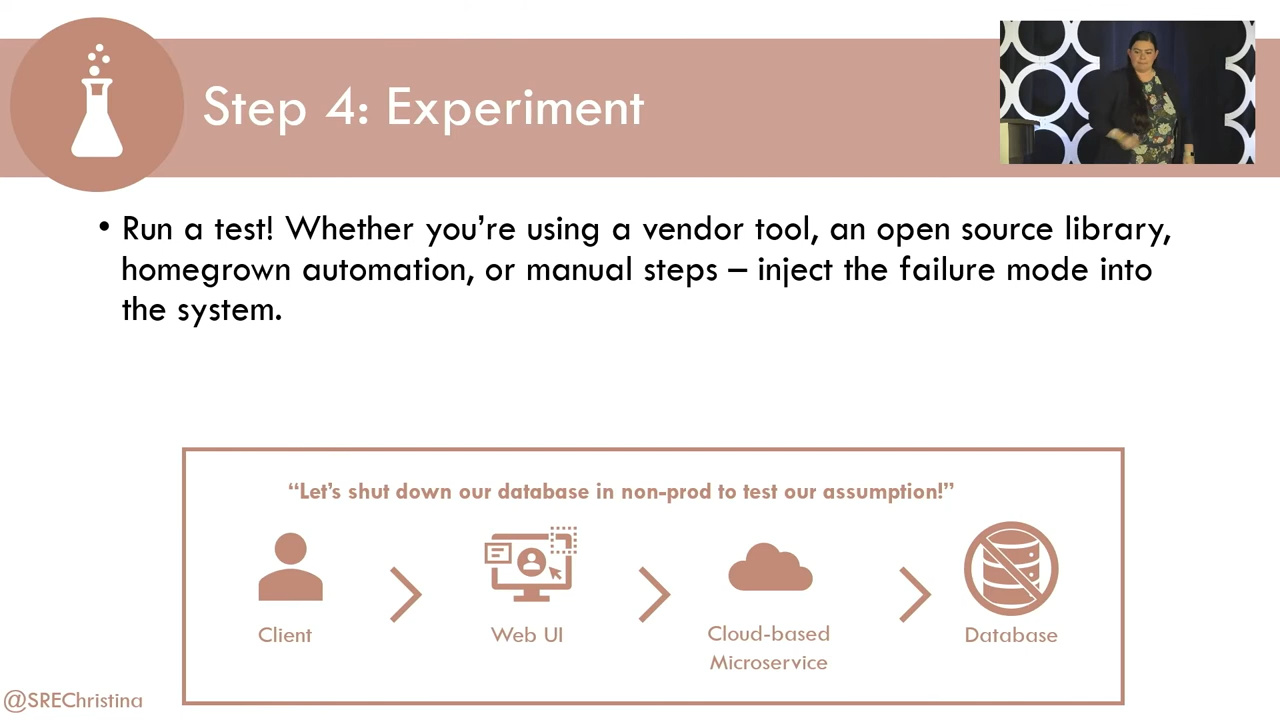 Step 4: Experiment
• Run a test! Whether you’re using a vendor tool, an open source library,
homegrown automation, or manual steps – inject the failure mode into
the system.
“Let’s shut down our database in non-prod to test our assumption!”
Client
Web UI
Cloud-based
Microservice
Database
@SREChristina